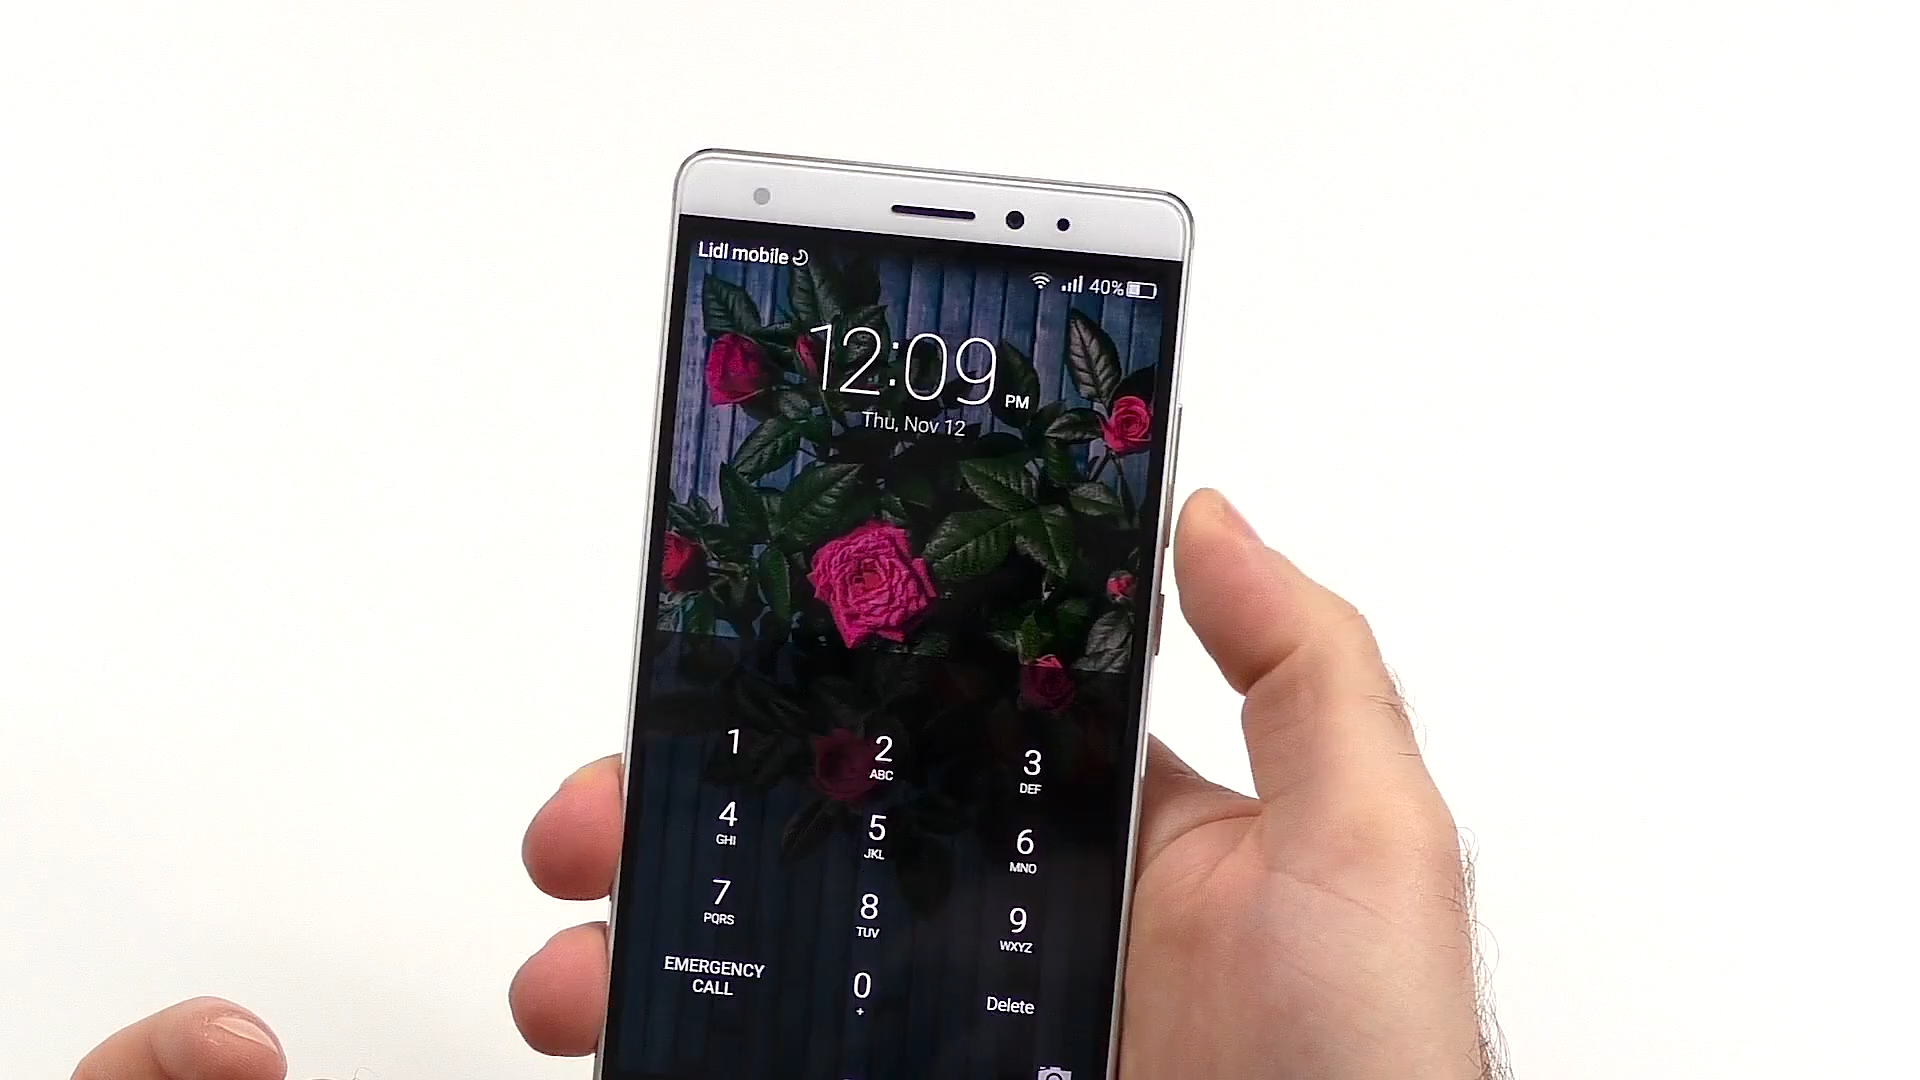 Lidl mobile
40%
12:09 PM
Thu, Nov 12
1
2
ABC
3
DEF
4
GHI
5
JKL
6
MNO
7
PQRS
8
TUV
9
WXYZ
EMERGENCY
CALL
0
+
Delete